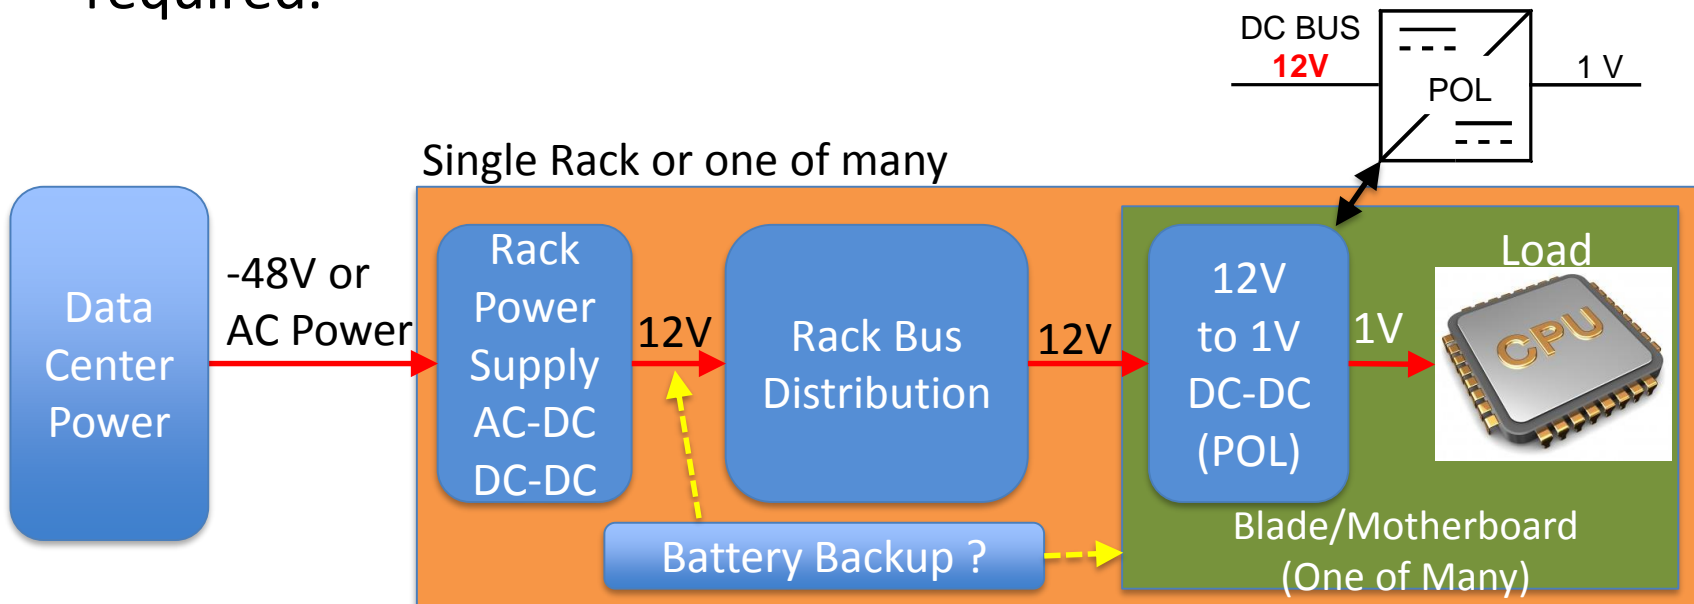 required.
DC BUS
12V
POL
1 V
Single Rack or one of many
Data
Center
Power
-48V or
AC Power
Rack
Power
Supply
AC-DC
DC-DC
12V
Rack Bus
Distribution
12V
12V
to 1V
DC-DC
(POL)
1V
Load
CPU
Battery Backup ?
Blade/Motherboard
(One of Many)